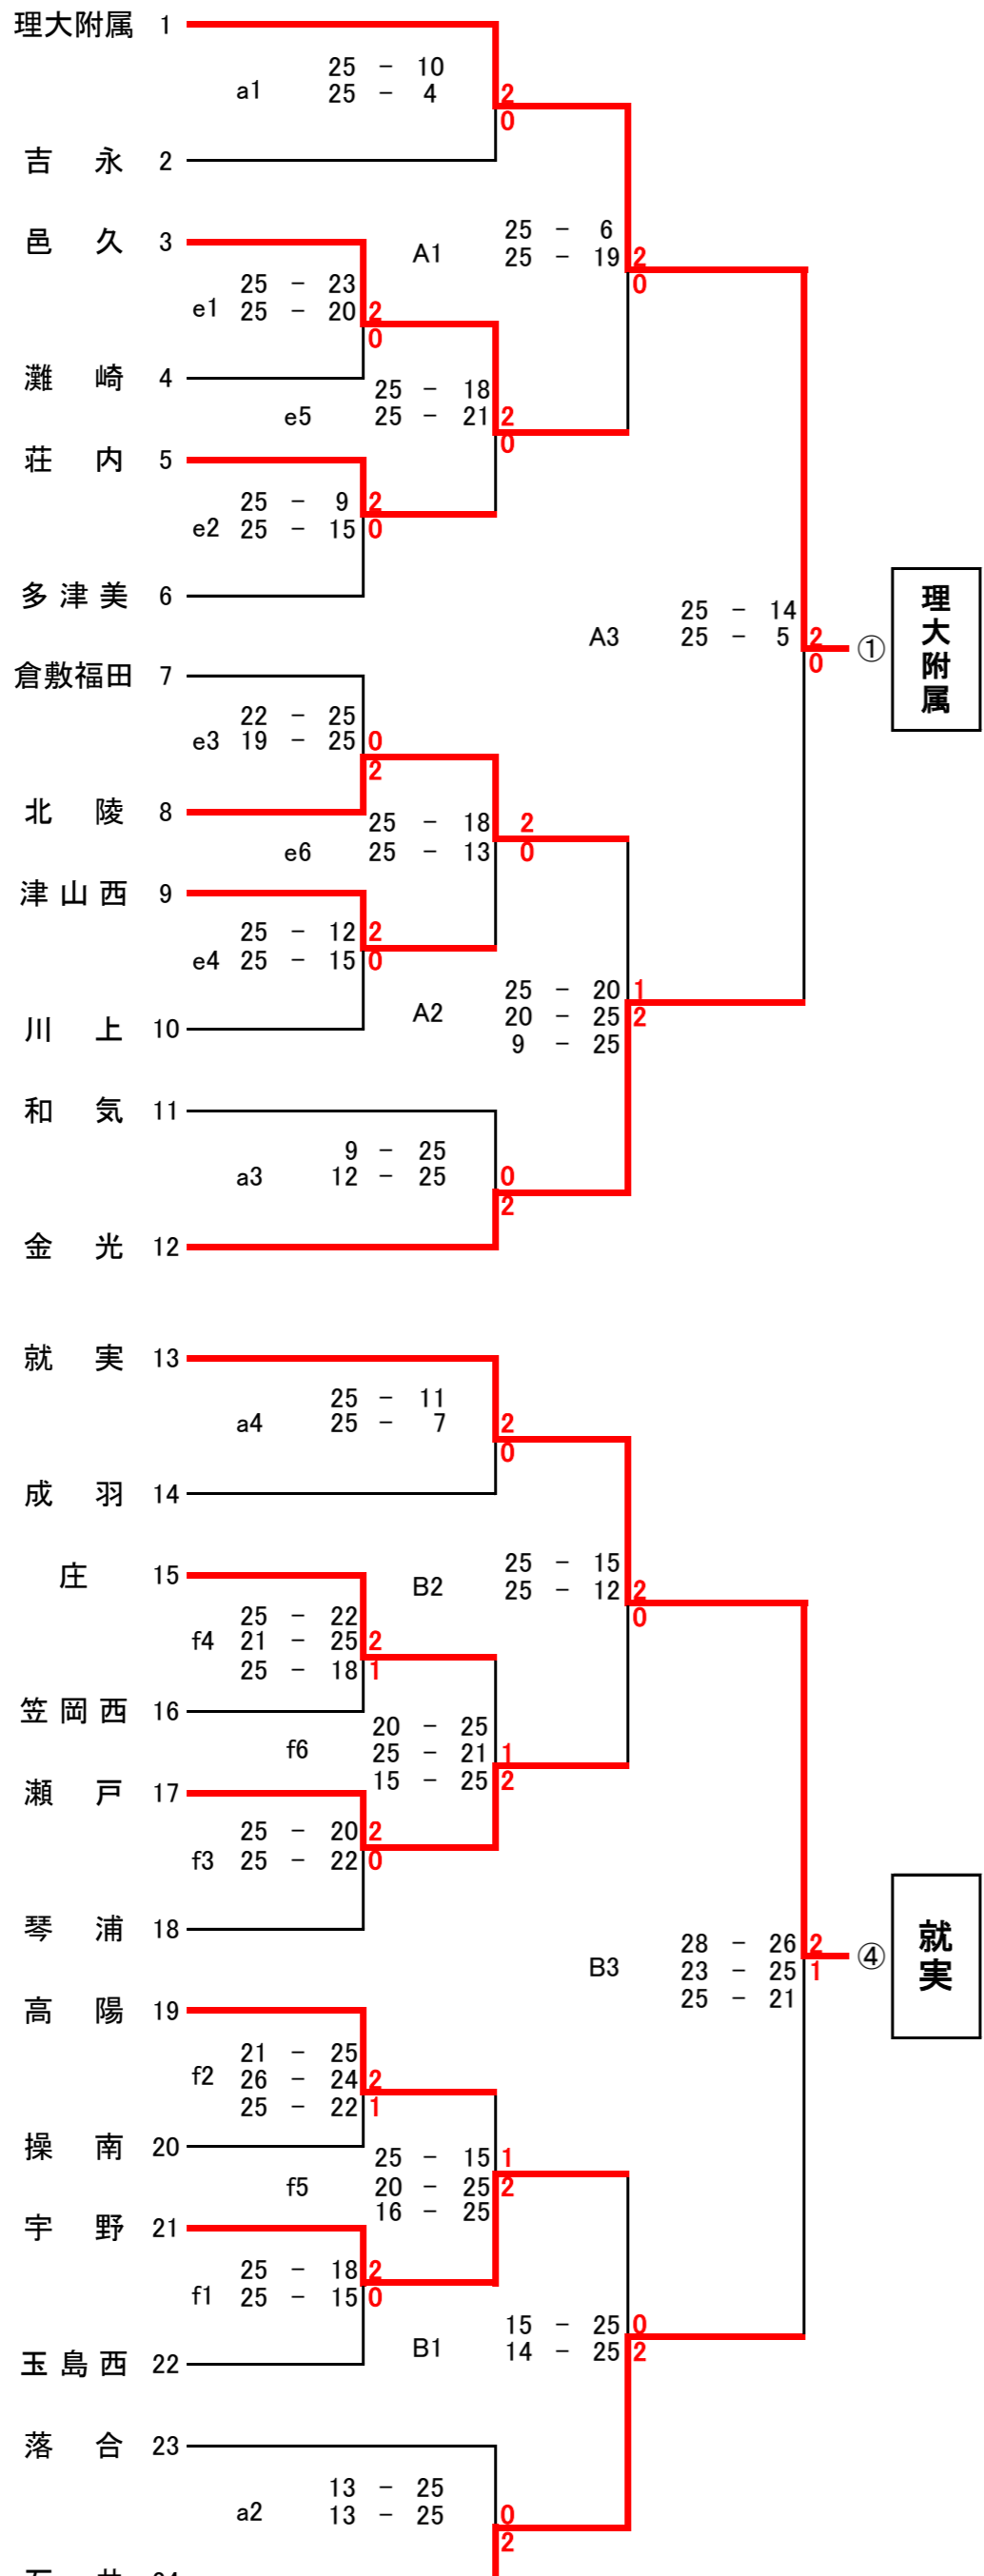 理大附属 1
25 - 10
a1 25 - 4 2
0
吉永 2
25 - 6
邑久 3
A1 25 - 19 2
0
25 - 23
e1 25 - 20 2
0
灘崎 4
25 - 18
e5 25 - 21 2
0
荘内 5
25 - 9 2
e2 25 - 15 0
多津美 6
25 - 14
A3 25 - 5 2 ① 理大附属
0
倉敷福田 7
22 - 25
e3 19 - 25 0
2
北陵 8
25 - 18 2
e6 25 - 13 0
津山西 9
25 - 12 2
e4 25 - 15 0
25 - 20 1
A2 20 - 25 2
9 - 25
川上 10
和気 11
9 - 25
a3 12 - 25 0
2
金光 12
就実 13
25 - 11
a4 25 - 7 2
0
成羽 14
25 - 15
庄 15
B2 25 - 12 2
0
25 - 22
f4 21 - 25 2
25 - 18 1
笠岡西 16
20 - 25
f6 25 - 21 1
15 - 25 2
瀬戸 17
25 - 20 2
f3 25 - 22 0
琴浦 18
28 - 26 2
B3 23 - 25 1 ④ 就実
25 - 21
高陽 19
21 - 25
f2 26 - 24 2
25 - 22 1
操南 20
25 - 15 1
f5 20 - 25 2
16 - 25
宇野 21
25 - 18 2
f1 25 - 15 0
15 - 25 0
B1 14 - 25 2
玉島西 22
落合 23
13 - 25
a2 13 - 25 0
2